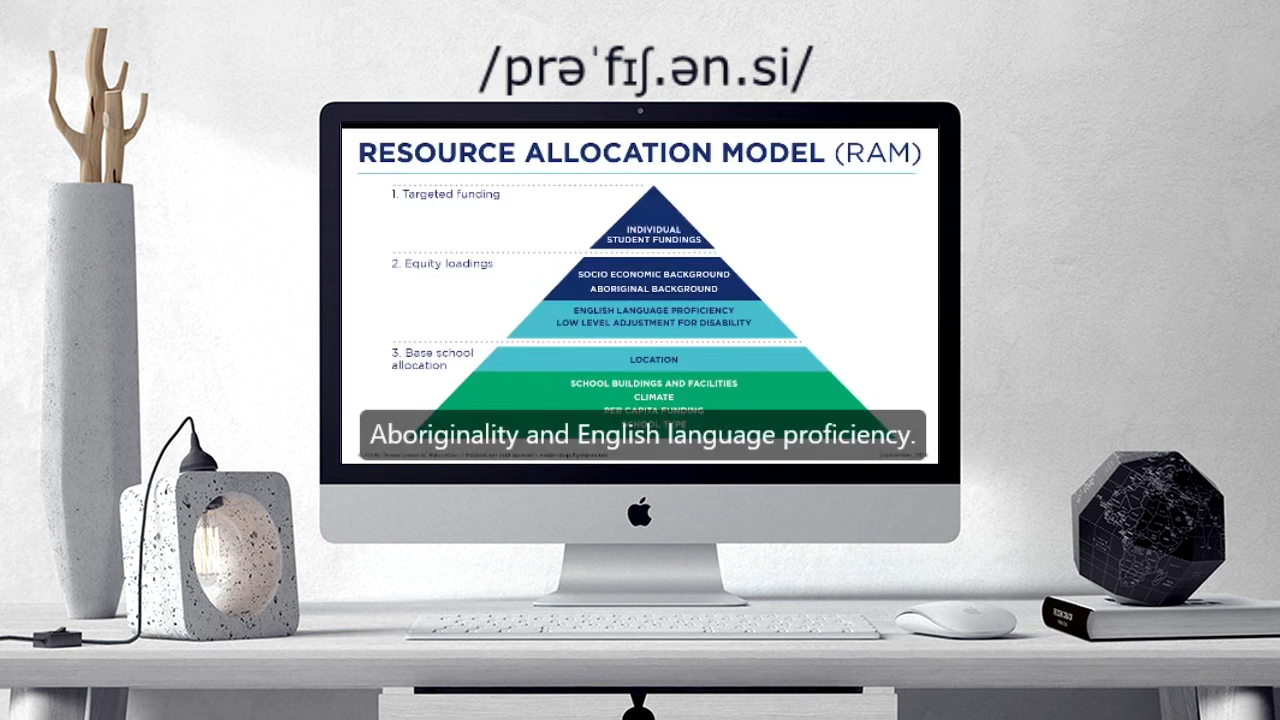 /prəˈfɪʃ.ən.si/
RESOURCE ALLOCATION MODEL (RAM)
1. Targeted funding
INDIVIDUAL
STUDENT FUNDINGS
2. Equity loadings
SOCIO ECONOMIC BACKGROUND
ABORIGINAL BACKGROUND
ENGLISH LANGUAGE PROFICIENCY
LOW LEVEL ADJUSTMENT FOR DISABILITY
3. Base school
allocation
LOCATION
SCHOOL BUILDINGS AND FACILITIES
CLIMATE
PER CAPITA FUNDING
SCHOOL TYPE
Aboriginality and English language proficiency.